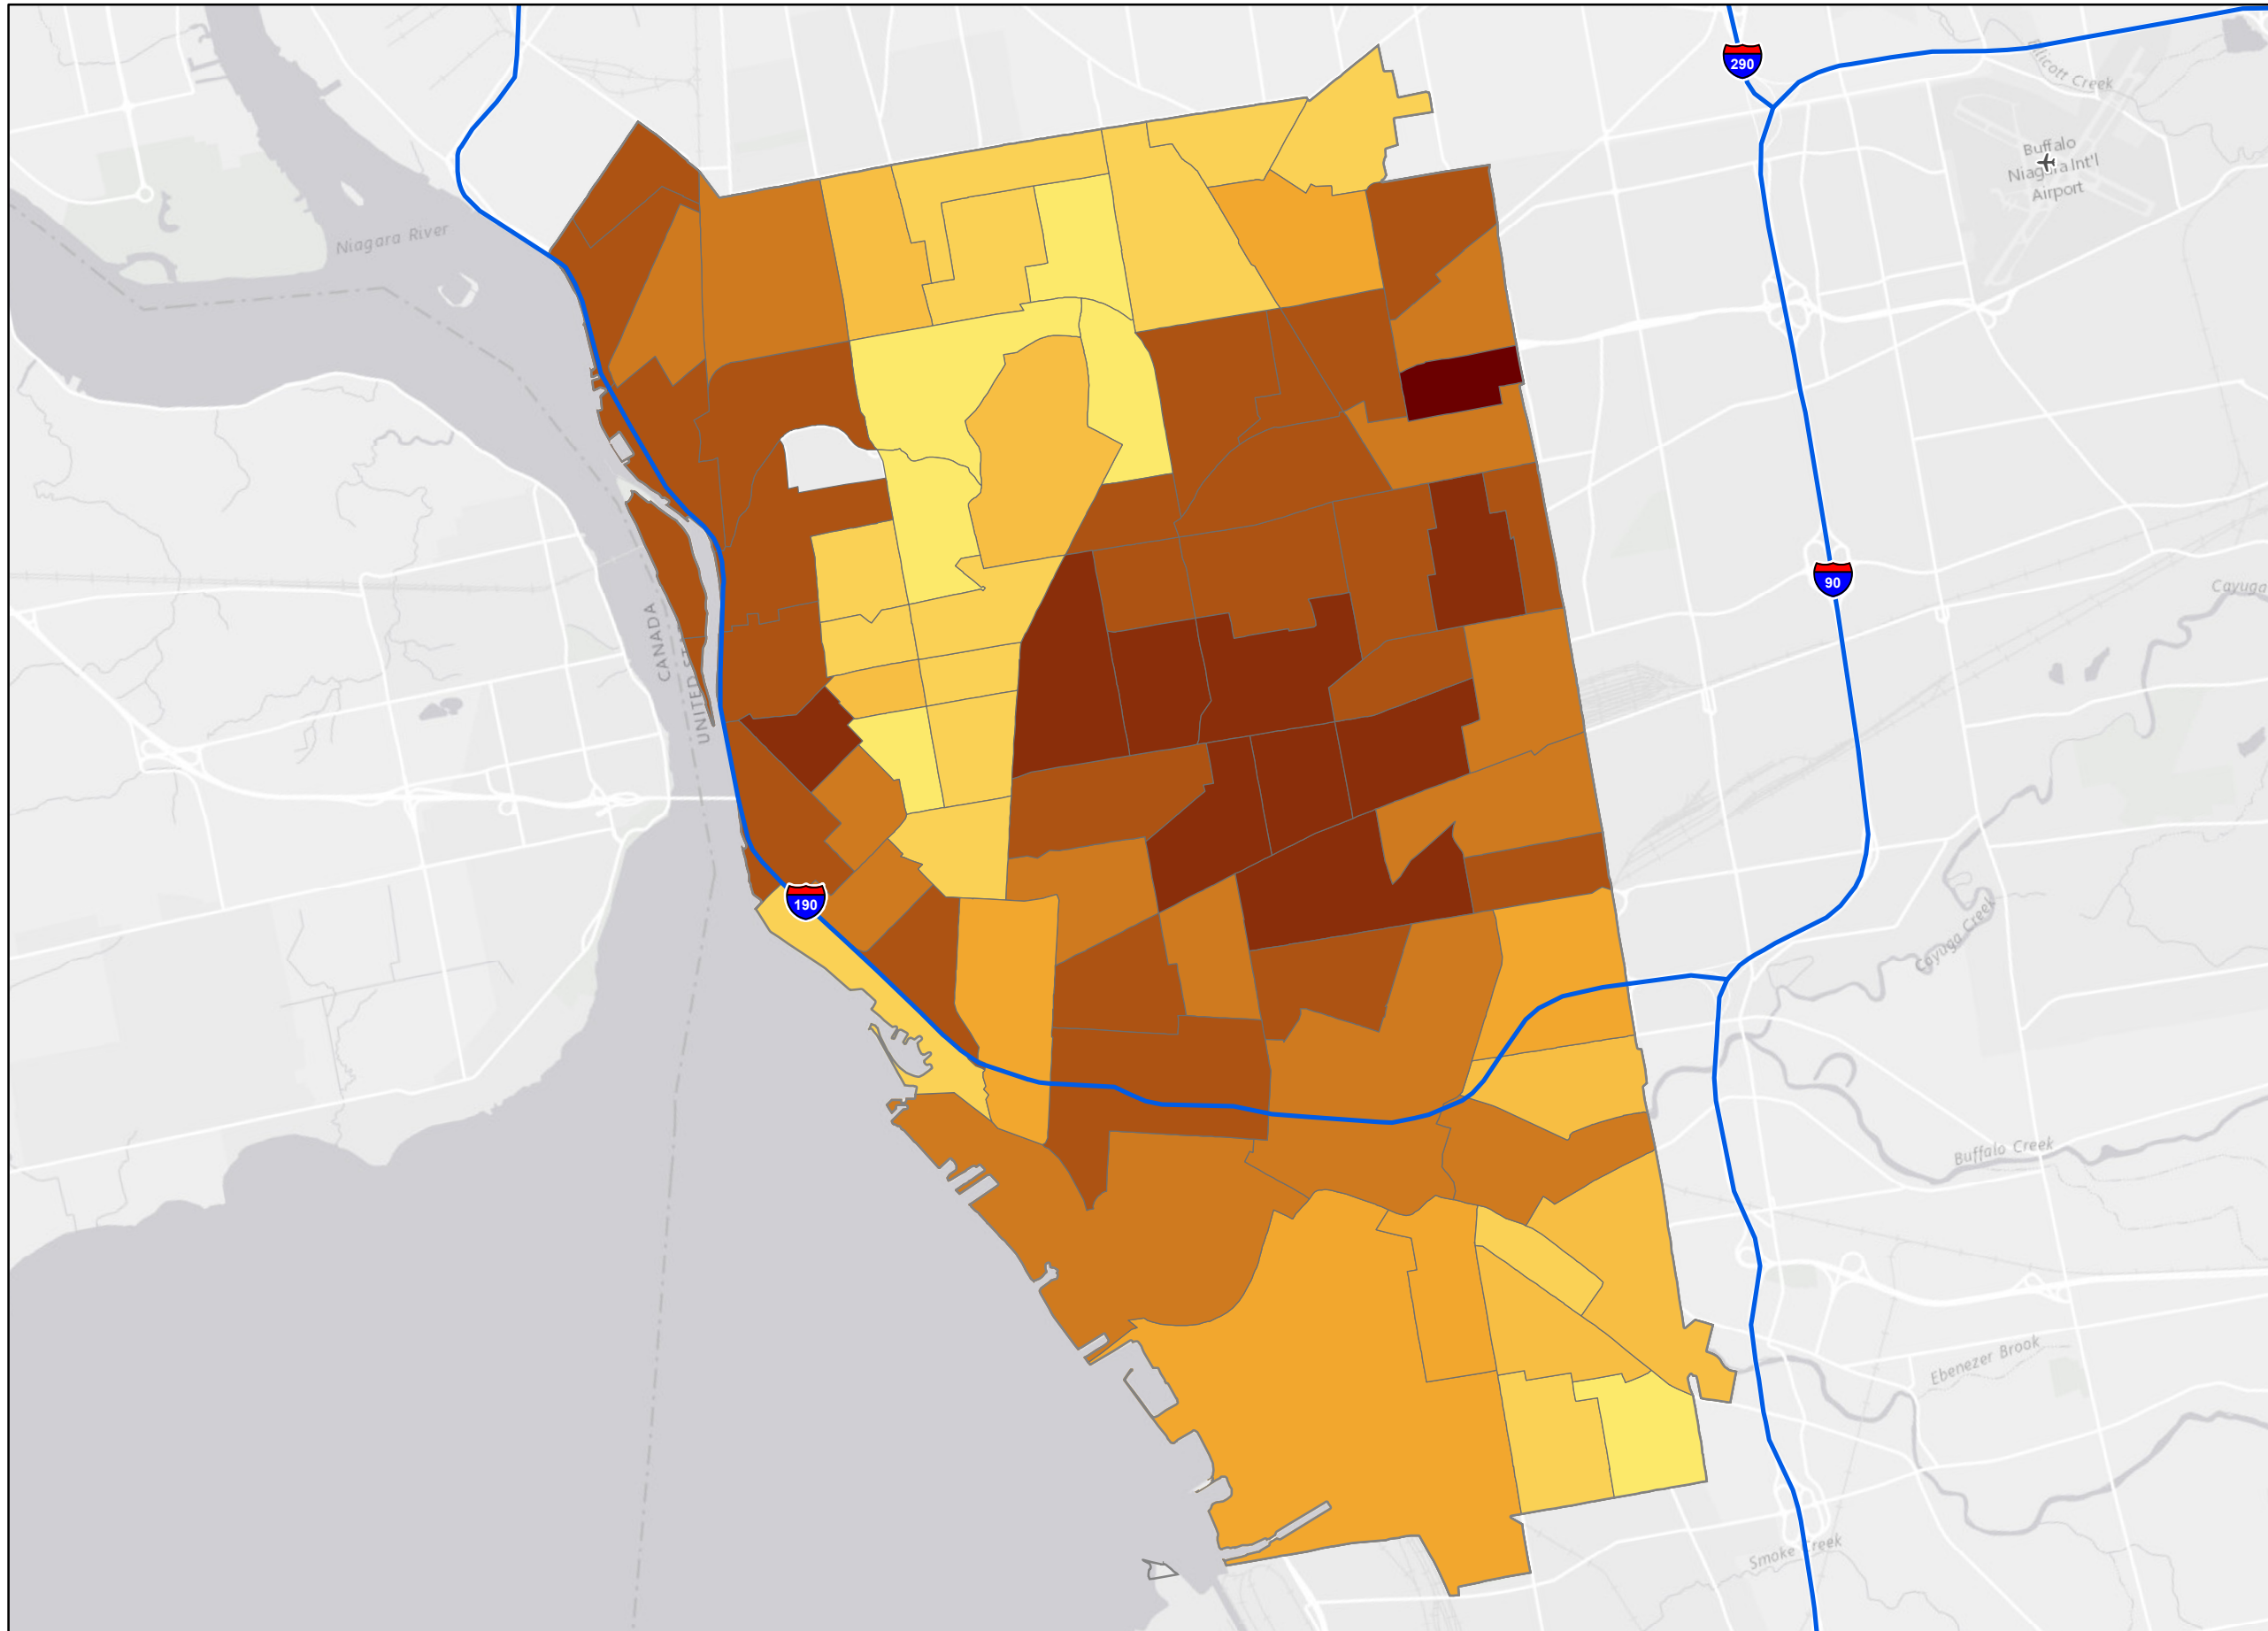 290
Ellicott Creek
Buffalo
Niagara Int'l
Airport
Niagara River
90
Cayuga
CANADA
UNITED ST
190
Cayuga Creek
Buffalo Creek
Ebenezer Brook
Smoke Creek